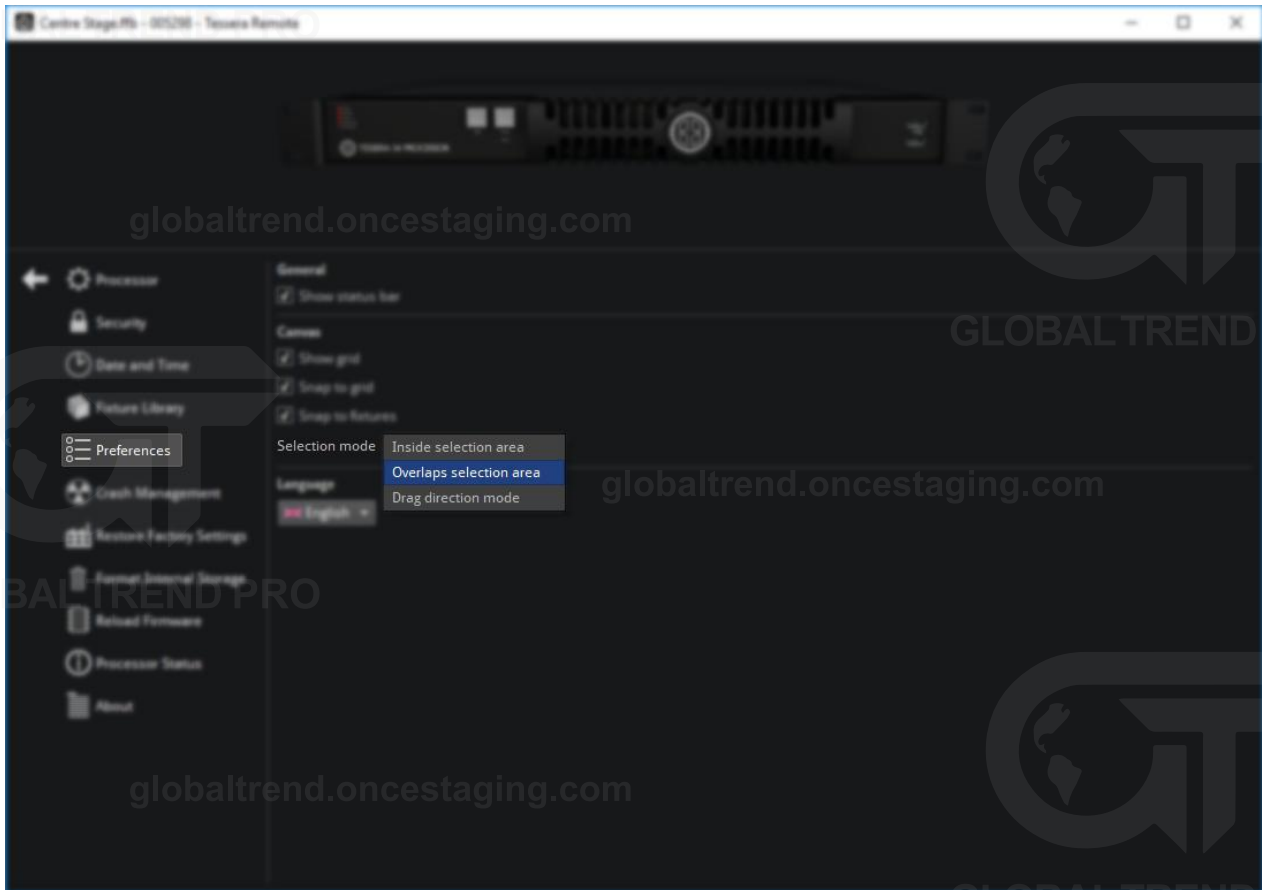 Centre Stage.ffb - 005298 - Tessera Remote
globaltrend.oncestaging.com
GLOBAL TREND
Processor
Security
Date and Time
Fixture Library
Preferences
Crash Management
Restore Factory Settings
Format Internal Storage
Reload Firmware
Processor Status
About
General
Show status bar
Canvas
Show grid
Snap to grid
Snap to fixtures
Selection mode
Inside selection area
Overlaps selection area
Drag direction mode
Language
English
globaltrend.oncestaging.com
BAL TREND PRO
globaltrend.oncestaging.com
GLOBAL TREND